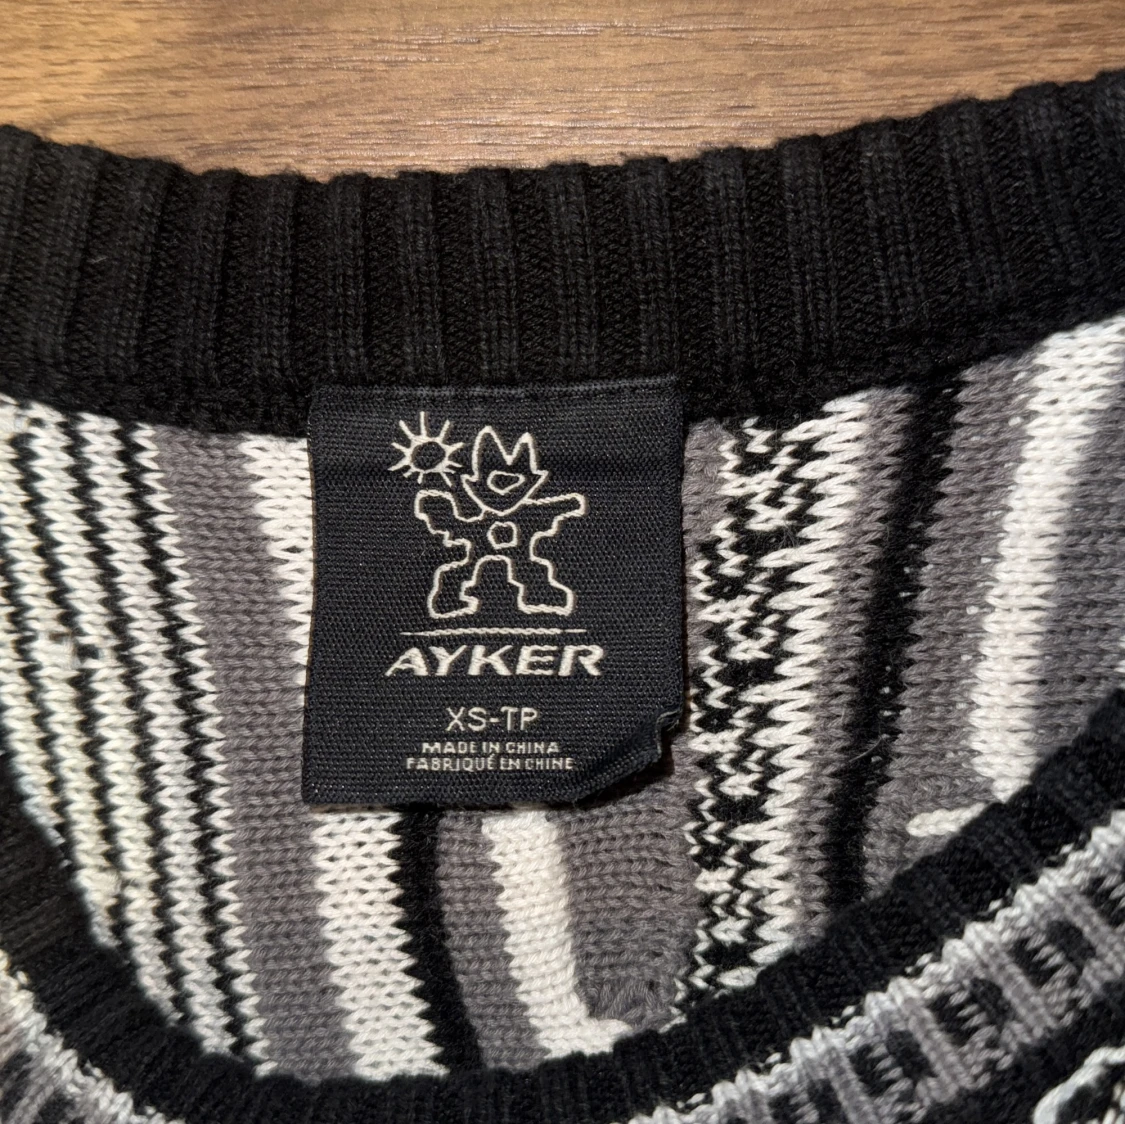 AYKER
XS-TP
MADE IN CHINA
FABRIQUÉ EN CHINE